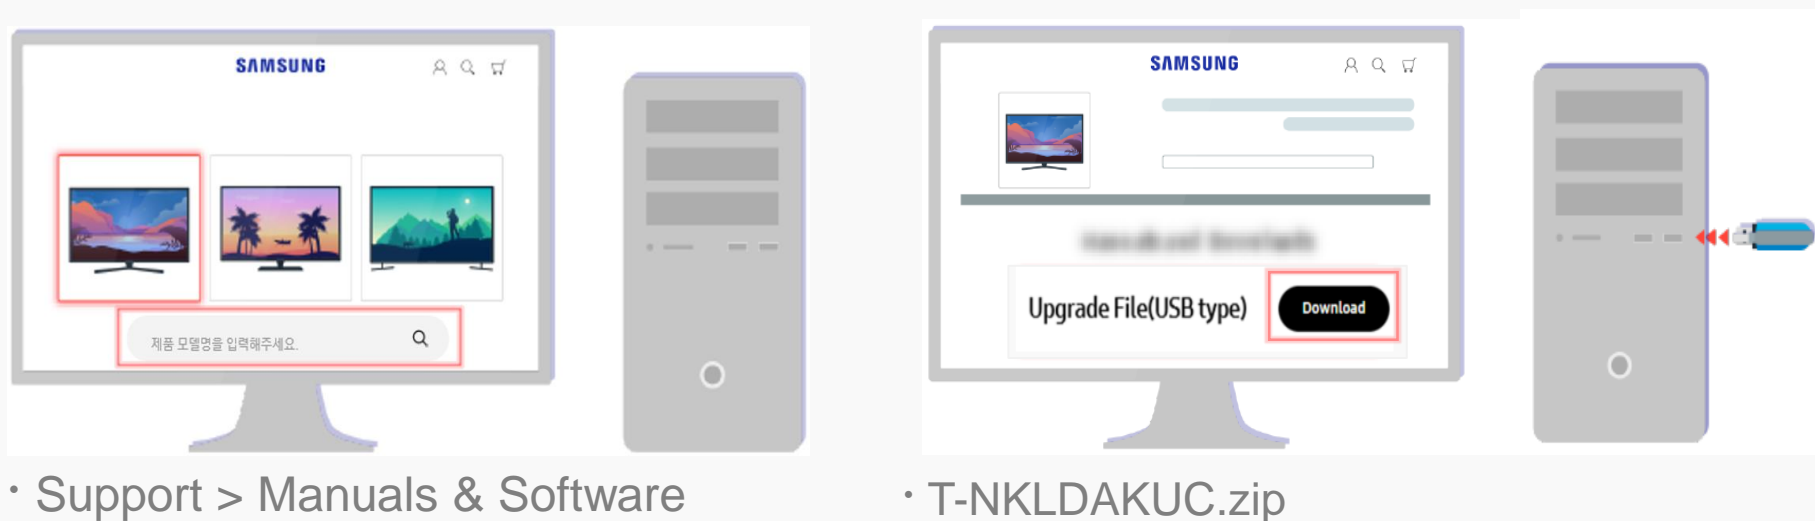 SAMSUNG
제품 모델명을 입력해주세요.
· Support > Manuals & Software
SAMSUNG
Upgrade File(USB type)
Download
· T-NKLDAKUC.zip